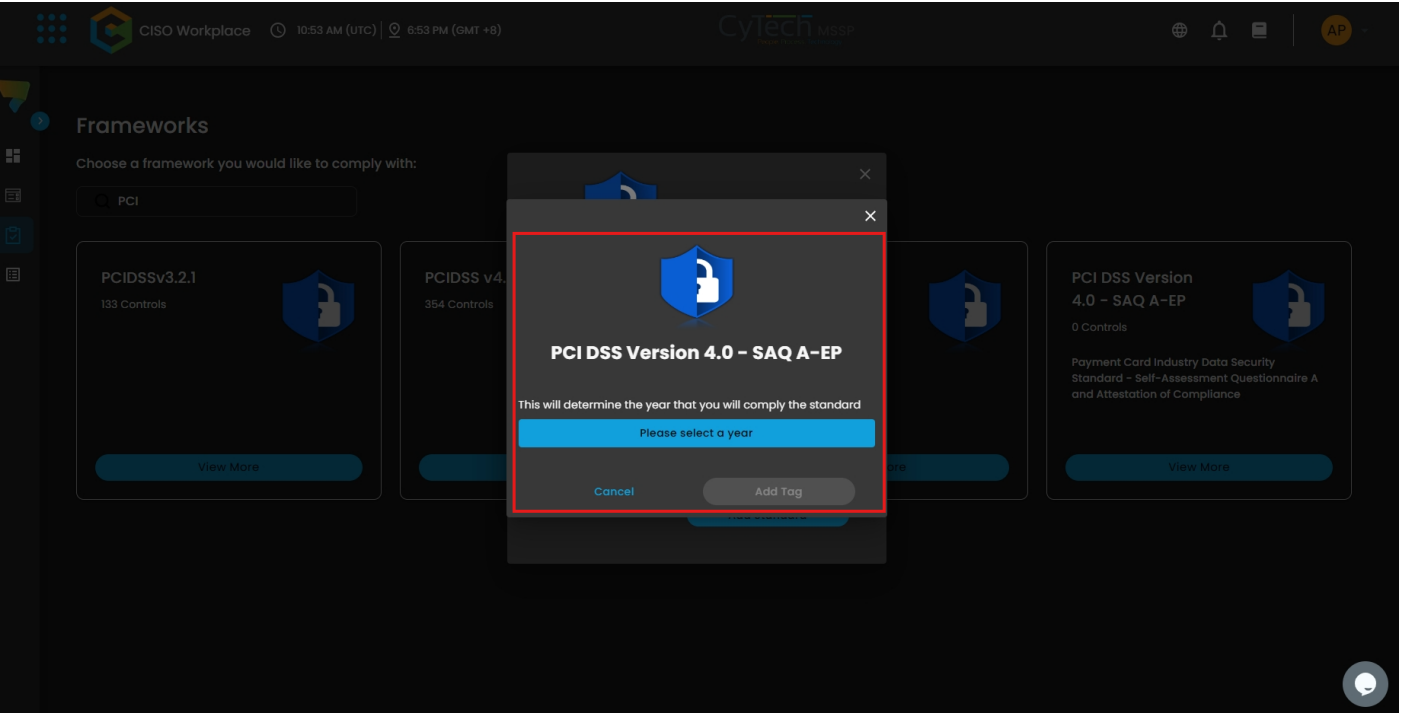 CISO Workplace
10:53 AM (UTC)
6:53 PM (GMT +8)
CyTech MSSP
AP
Frameworks
Choose a framework you would like to comply with:
PCI
PCIDSSv3.2.1
133 Controls
View More
PCIDSS v4.
354 Controls
PCI DSS Version 4.0 - SAQ A-EP
This will determine the year that you will comply the standard
Please select a year
Cancel
Add Tag
PCI DSS Version
4.0 - SAQ A-EP
0 Controls
Payment Card Industry Data Security
Standard - Self-Assessment Questionnaire A
and Attestation of Compliance
View More